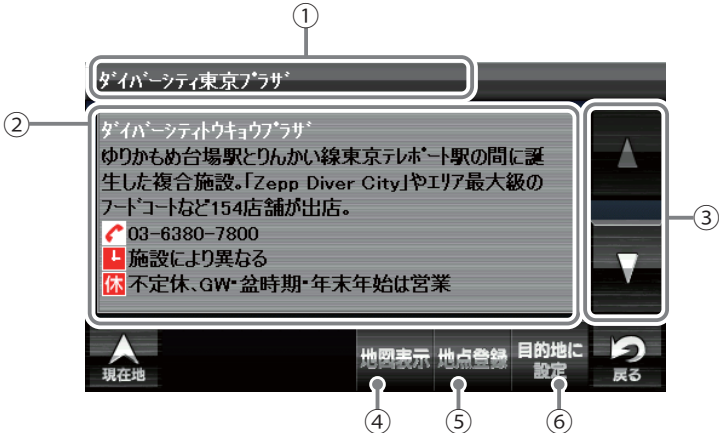 ①
ダイバーシティ東京プラザ
②
ダイバーシティトウキョウプラザ
ゆりかもめ台場駅とりんかい線東京テレポート駅の間に誕
生した複合施設。「Zepp Diver City」やエリア最大級の
フードコートなど154店舗が出店。
03-6380-7800
施設により異なる
休 不定休、GW・盆時期・年末年始は営業
③
現在地
地図表示
地点登録
目的地に
設定
戻る
④
⑤
⑥